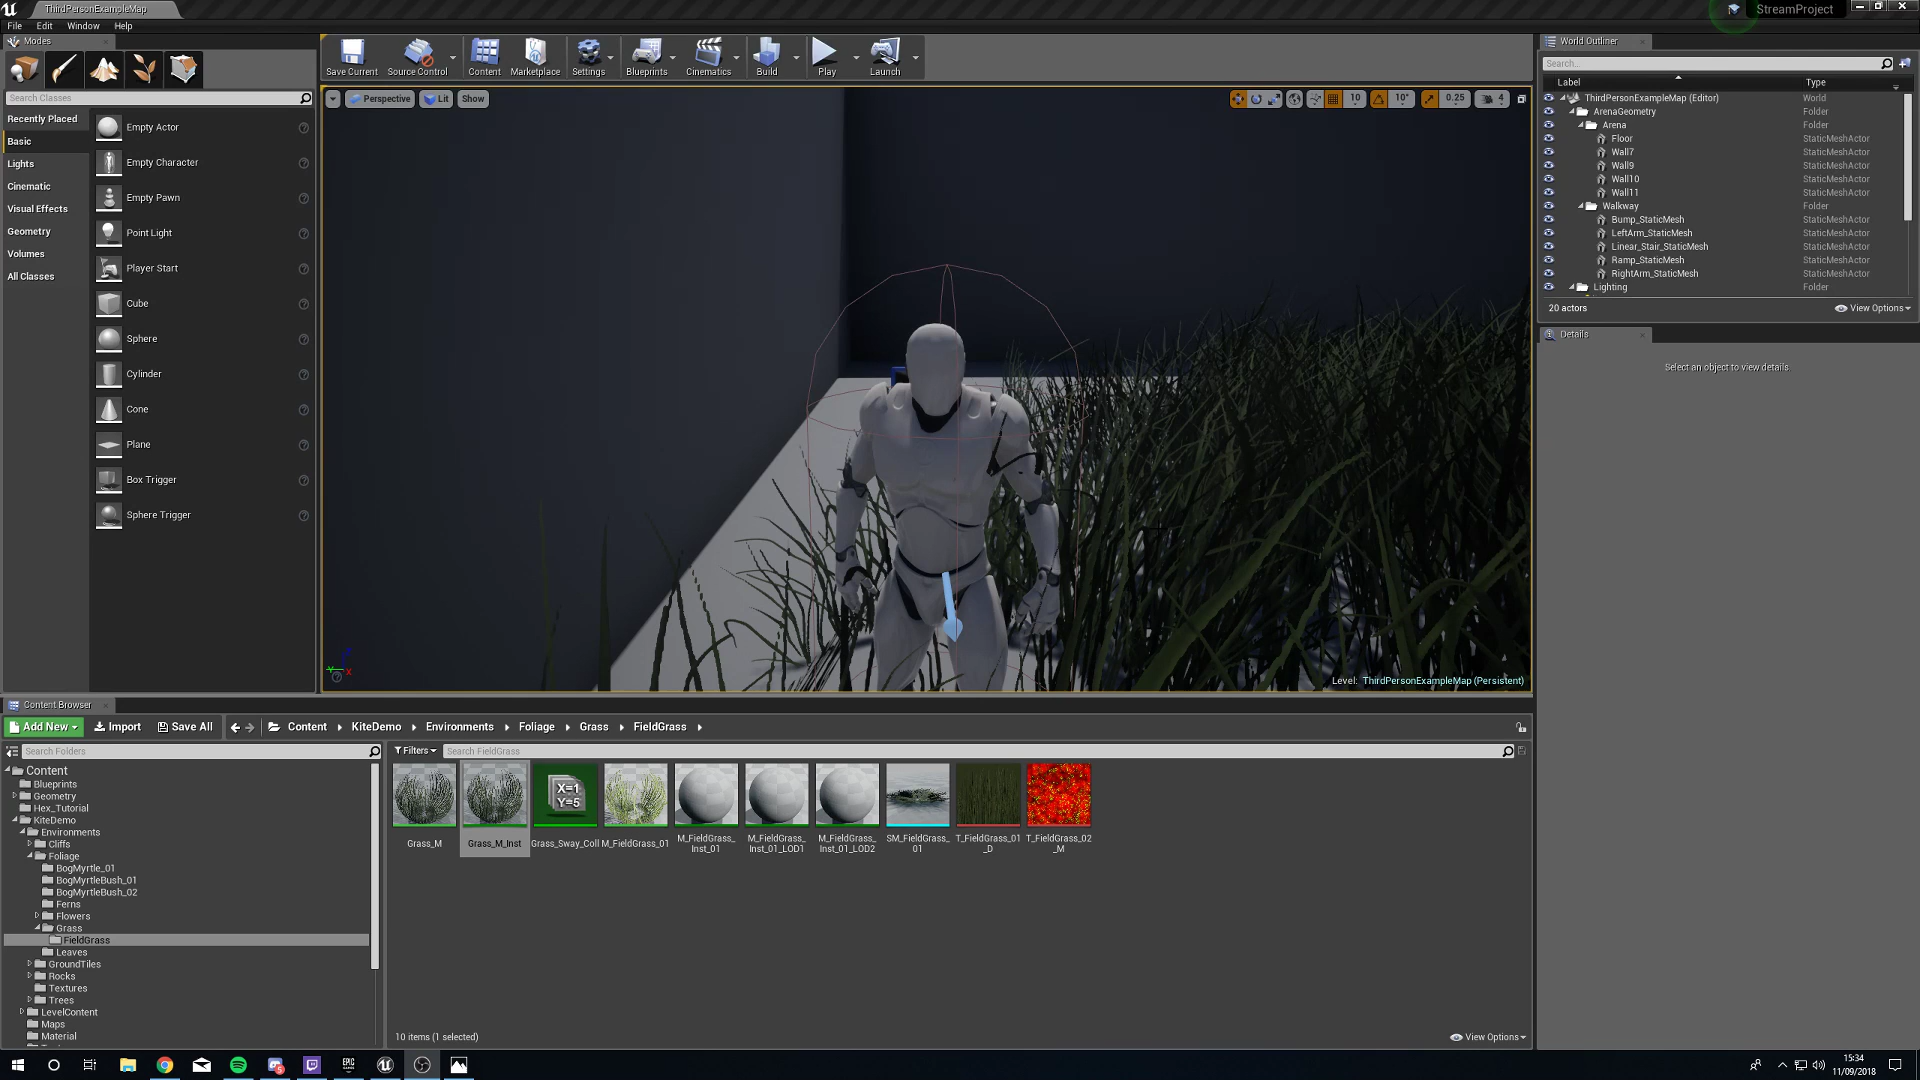 ThirdPersonExampleMap
StreamProject
File Edit Window Help
Modes
Search Classes
Recently Placed
Basic
Lights
Cinematic
Visual Effects
Geometry
Volumes
All Classes
Empty Actor
Empty Character
Empty Pawn
Point Light
Player Start
Cube
Sphere
Cylinder
Cone
Plane
Box Trigger
Sphere Trigger
Save Current Source Control Content Marketplace Settings Blueprints Cinematics Build Play Launch
Perspective Lit Show
10 10° 0.25 4
Level: ThirdPersonExampleMap (Persistent)
World Outliner
Search...
Label Type
ThirdPersonExampleMap (Editor) World
ArenaGeometry Folder
Arena Folder
Floor StaticMeshActor
Wall7 StaticMeshActor
Wall9 StaticMeshActor
Wall10 StaticMeshActor
Wall11 StaticMeshActor
Walkway Folder
Bump_StaticMesh StaticMeshActor
LeftArm_StaticMesh StaticMeshActor
Linear_Stair_StaticMesh StaticMeshActor
Ramp_StaticMesh StaticMeshActor
RightArm_StaticMesh StaticMeshActor
Lighting Folder
20 actors View Options
Details
Select an object to view details.
Content Browser
Add New Import Save All Content KiteDemo Environments Foliage Grass FieldGrass
Search Folders
Content
Blueprints
Geometry
Hex_Tutorial
KiteDemo
Environments
Cliffs
Foliage
BogMyrtle_01
BogMyrtleBush_01
BogMyrtleBush_02
Ferns
Flowers
Grass
FieldGrass
Leaves
GroundTiles
Rocks
Textures
Trees
LevelContent
Maps
Material
Filters Search FieldGrass
X=1
Y=5
Grass_M
Grass_M_Inst
Grass_Sway_Coll
M_FieldGrass_01
M_FieldGrass_
Inst_01
M_FieldGrass_
Inst_01_LOD1
M_FieldGrass_
Inst_01_LOD2
SM_FieldGrass_
01
T_FieldGrass_01
_D
T_FieldGrass_02
_M
10 items (1 selected) View Options
EPIC
GAMES
15:34
11/09/2018